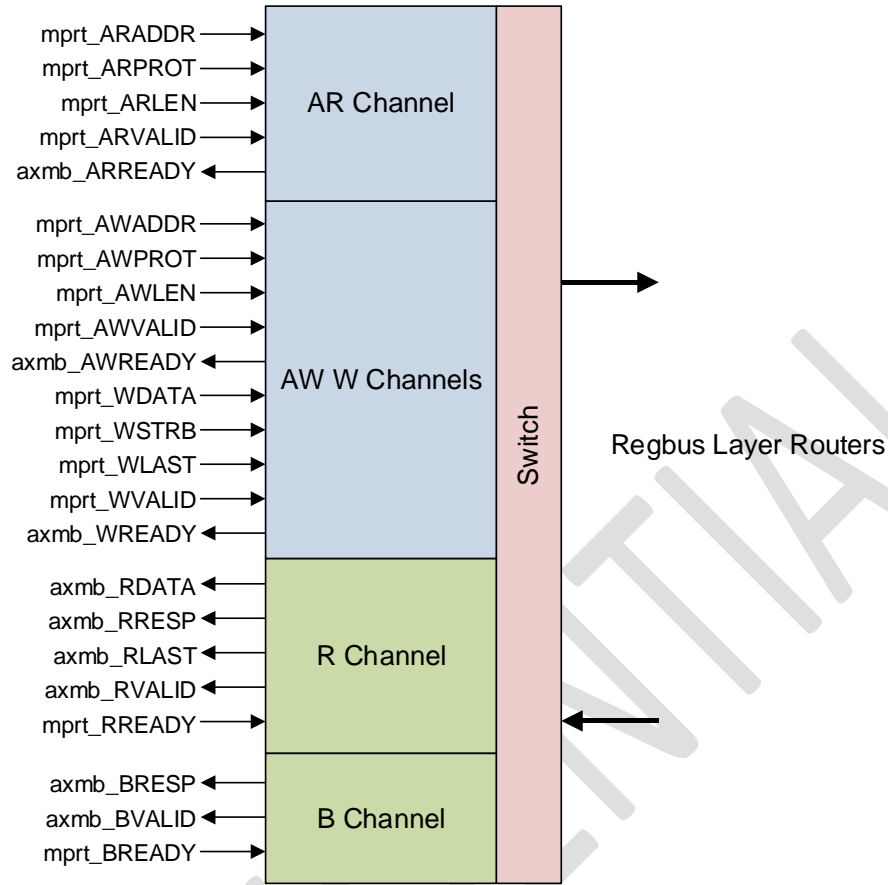 mprt_ARADDR
mprt_ARPROT
mprt_ARLEN
mprt_ARVALID
axmb_ARREADY
AR Channel
mprt_AWADDR
mprt_AWPROT
mprt_AWLEN
mprt_AWVALID
axmb_AWREADY
mprt_WDATA
mprt_WSTRB
mprt_WLAST
mprt_WVALID
axmb_WREADY
AW W Channels
axmb_RDATA
axmb_RRESP
axmb_RLAST
axmb_RVALID
mprt_RREADY
R Channel
axmb_BRESP
axmb_BVALID
mprt_BREADY
B Channel
Switch
Regbus Layer Routers